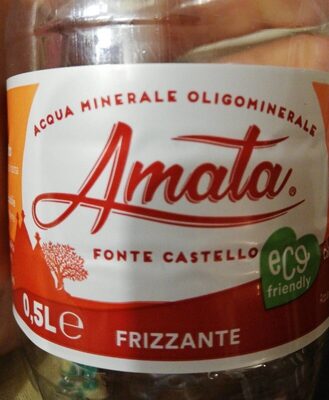 ACQUA MINERALE OLIGOMINERALE
Amata®
FONTE CASTELLO
eco
friendly
0,5L e
FRIZZANTE